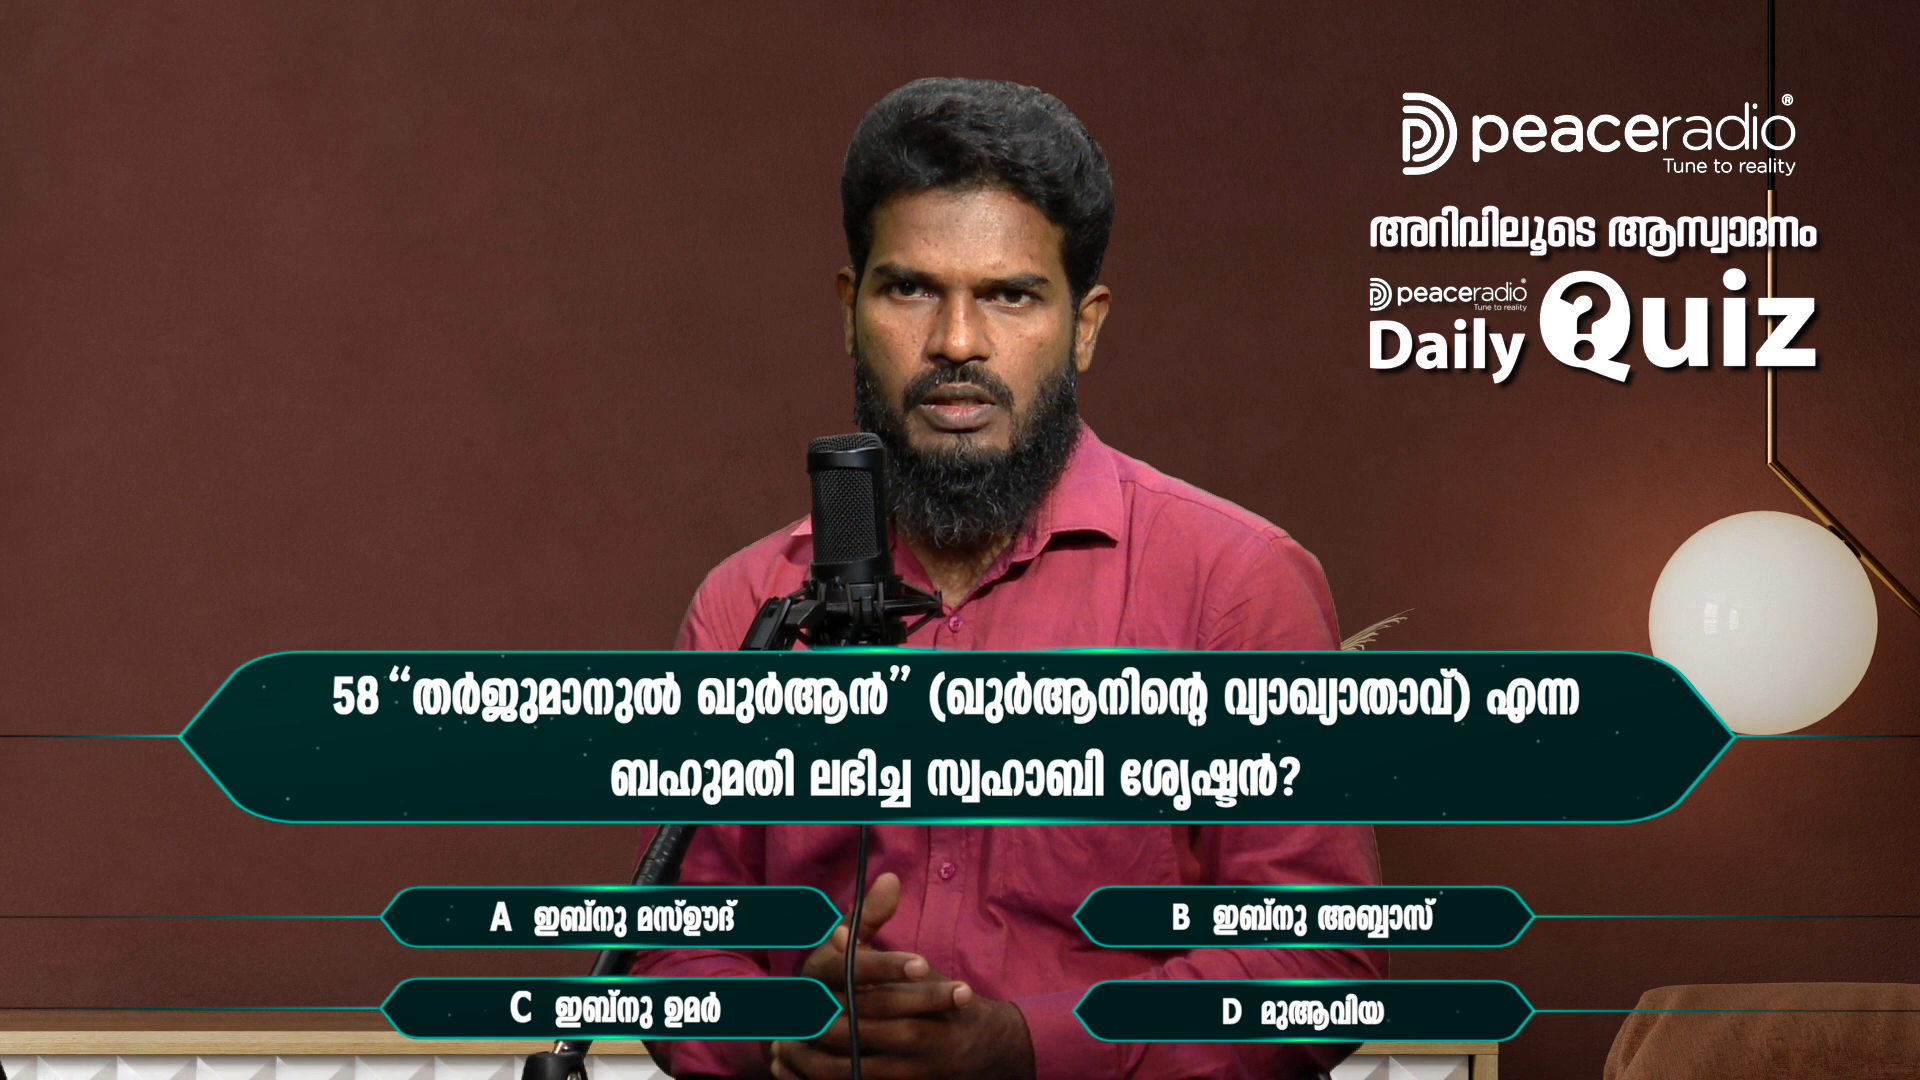 peaceradio®
Tune to reality
അറിവിലൂടെ ആസ്വാദനം
peaceradio®
Tune to reality
Daily Quiz
58 “തർജുമാനുൽ ഖുർആൻ” (ഖുർആനിന്റെ വ്യാഖ്യാതാവ്) എന്ന
ബഹുമതി ലഭിച്ച സ്വഹാബി ശ്രേഷ്ടൻ?
A ഇബ്നു മസ്ഊദ്
B ഇബ്നു അബ്ബാസ്
C ഇബ്നു ഉമർ
D മുആവിയ